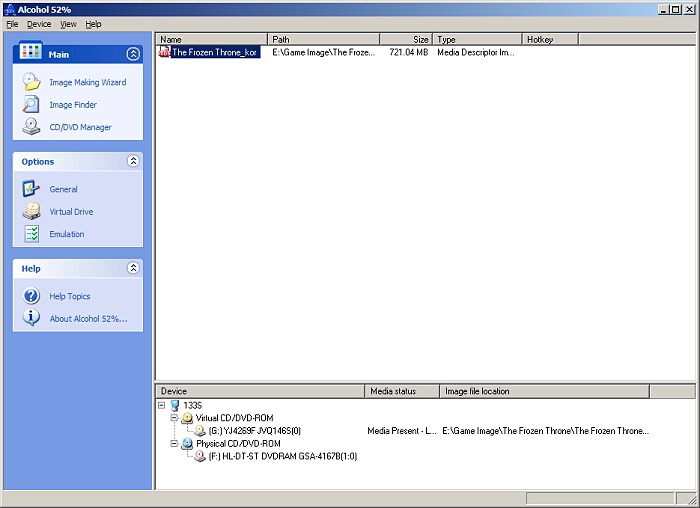 Alcohol 52%
File Device View Help
Main
Image Making Wizard
Image Finder
CD/DVD Manager
Options
General
Virtual Drive
Emulation
Help
Help Topics
About Alcohol 52%...
Name Path Size Type Hotkey
The Frozen Throne_kor E:\Game Image\The Froze... 721.04 MB Media Descriptor Im...
Device Media status Image file location
133S
Virtual CD/DVD-ROM
(G:) YJ4269F JVQ146S(0) Media Present - L... E:\Game Image\The Frozen Throne\The Frozen Throne...
Physical CD/DVD-ROM
(F:) HL-DT-ST DVDRAM GSA-4167B(1:0)